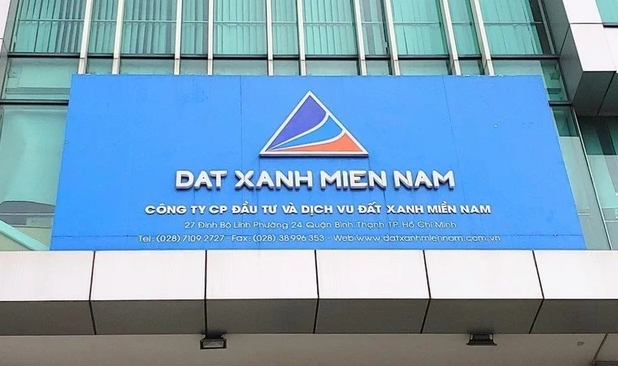 DAT XANH MIEN NAM
CÔNG TY CP ĐẦU TƯ VÀ DỊCH VỤ ĐẤT XANH MIỀN NAM
27 Đinh Bộ Lĩnh Phường 24, Quận Bình Thạnh TP. Hồ Chí Minh
Tel: (028) 7109 2727 - Fax: (028) 38 996 353 - Web:www.datxanhmiennam.com.vn